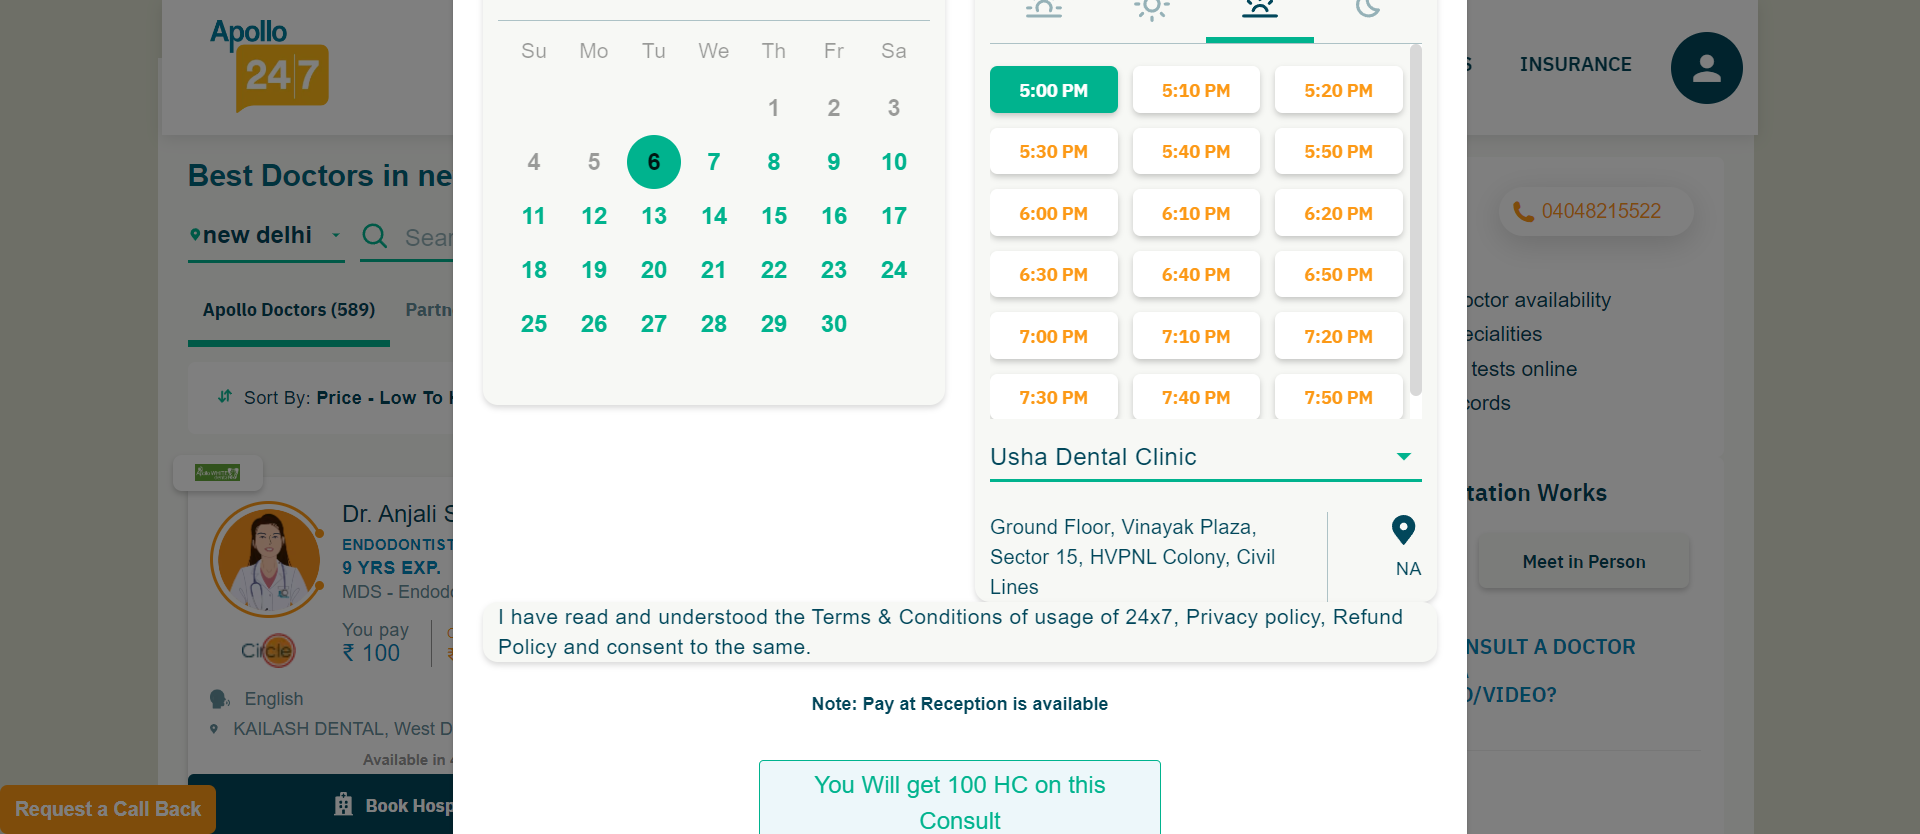 Apollo
24|7
INSURANCE
Best Doctors in ne
new delhi
Sear
Apollo Doctors (589)
Partn
Sort By: Price - Low To H
Dr. Anjali S
ENDODONTIST
9 YRS EXP.
MDS - Endodo
Circle
You pay
₹ 100
English
KAILASH DENTAL, West D
Available in 4
Book Hosp
Request a Call Back
Su Mo Tu We Th Fr Sa
1 2 3
4 5 6 7 8 9 10
11 12 13 14 15 16 17
18 19 20 21 22 23 24
25 26 27 28 29 30
5:00 PM 5:10 PM 5:20 PM
5:30 PM 5:40 PM 5:50 PM
6:00 PM 6:10 PM 6:20 PM
6:30 PM 6:40 PM 6:50 PM
7:00 PM 7:10 PM 7:20 PM
7:30 PM 7:40 PM 7:50 PM
Usha Dental Clinic
Ground Floor, Vinayak Plaza,
Sector 15, HVPNL Colony, Civil
Lines
NA
I have read and understood the Terms & Conditions of usage of 24x7, Privacy policy, Refund
Policy and consent to the same.
Note: Pay at Reception is available
You Will get 100 HC on this
Consult
04048215522
octor availability
ecialities
tests online
cords
tation Works
Meet in Person
NSULT A DOCTOR
O/VIDEO?